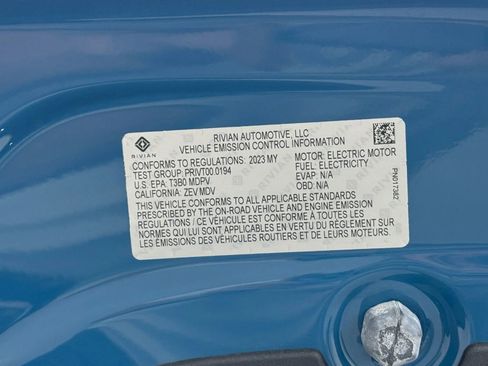 RIVIAN AUTOMOTIVE, LLC
VEHICLE EMISSION CONTROL INFORMATION
RIVIAN
CONFORMS TO REGULATIONS: 2023 MY MOTOR: ELECTRIC MOTOR
TEST GROUP: PRIVT00.0194 FUEL: ELECTRICITY
U.S. EPA: T3B0 MDPV EVAP: N/A
CALIFORNIA: ZEV MDV OBD: N/A
THIS VEHICLE CONFORMS TO ALL APPLICABLE STANDARDS
PRESCRIBED BY THE ON-ROAD VEHICLE AND ENGINE EMISSION
REGULATIONS / CE VÉHICULE EST CONFORME À TOUTES LES NORMES
QUI LUI SONT APPLICABLES EN VERTU DU RÈGLEMENT SUR
LES ÉMISSIONS DES VÉHICULES ROUTIERS ET DE LEURS MOTEURS.
PN017382